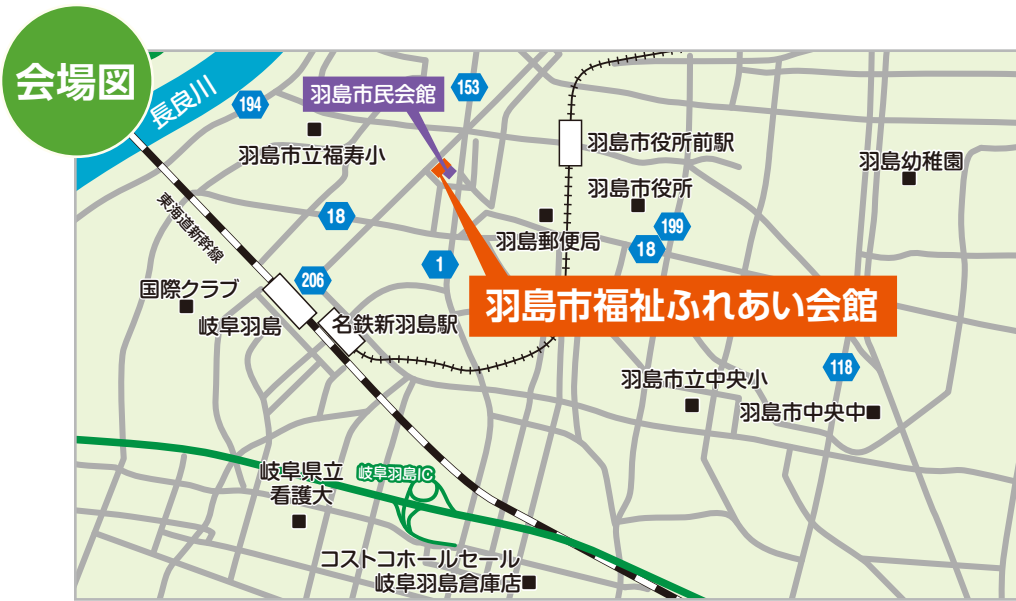 会場図
長良川
194
羽島市民会館
153
羽島市立福寿小
羽島市役所前駅
羽島幼稚園
羽島市役所
東海道新幹線
18
羽島郵便局
199
18
1
206
国際クラブ
岐阜羽島
名鉄新羽島駅
羽島市福祉ふれあい会館
118
羽島市立中央小
羽島市中央中
岐阜県立
看護大
岐阜羽島IC
コストコホールセール
岐阜羽島倉庫店